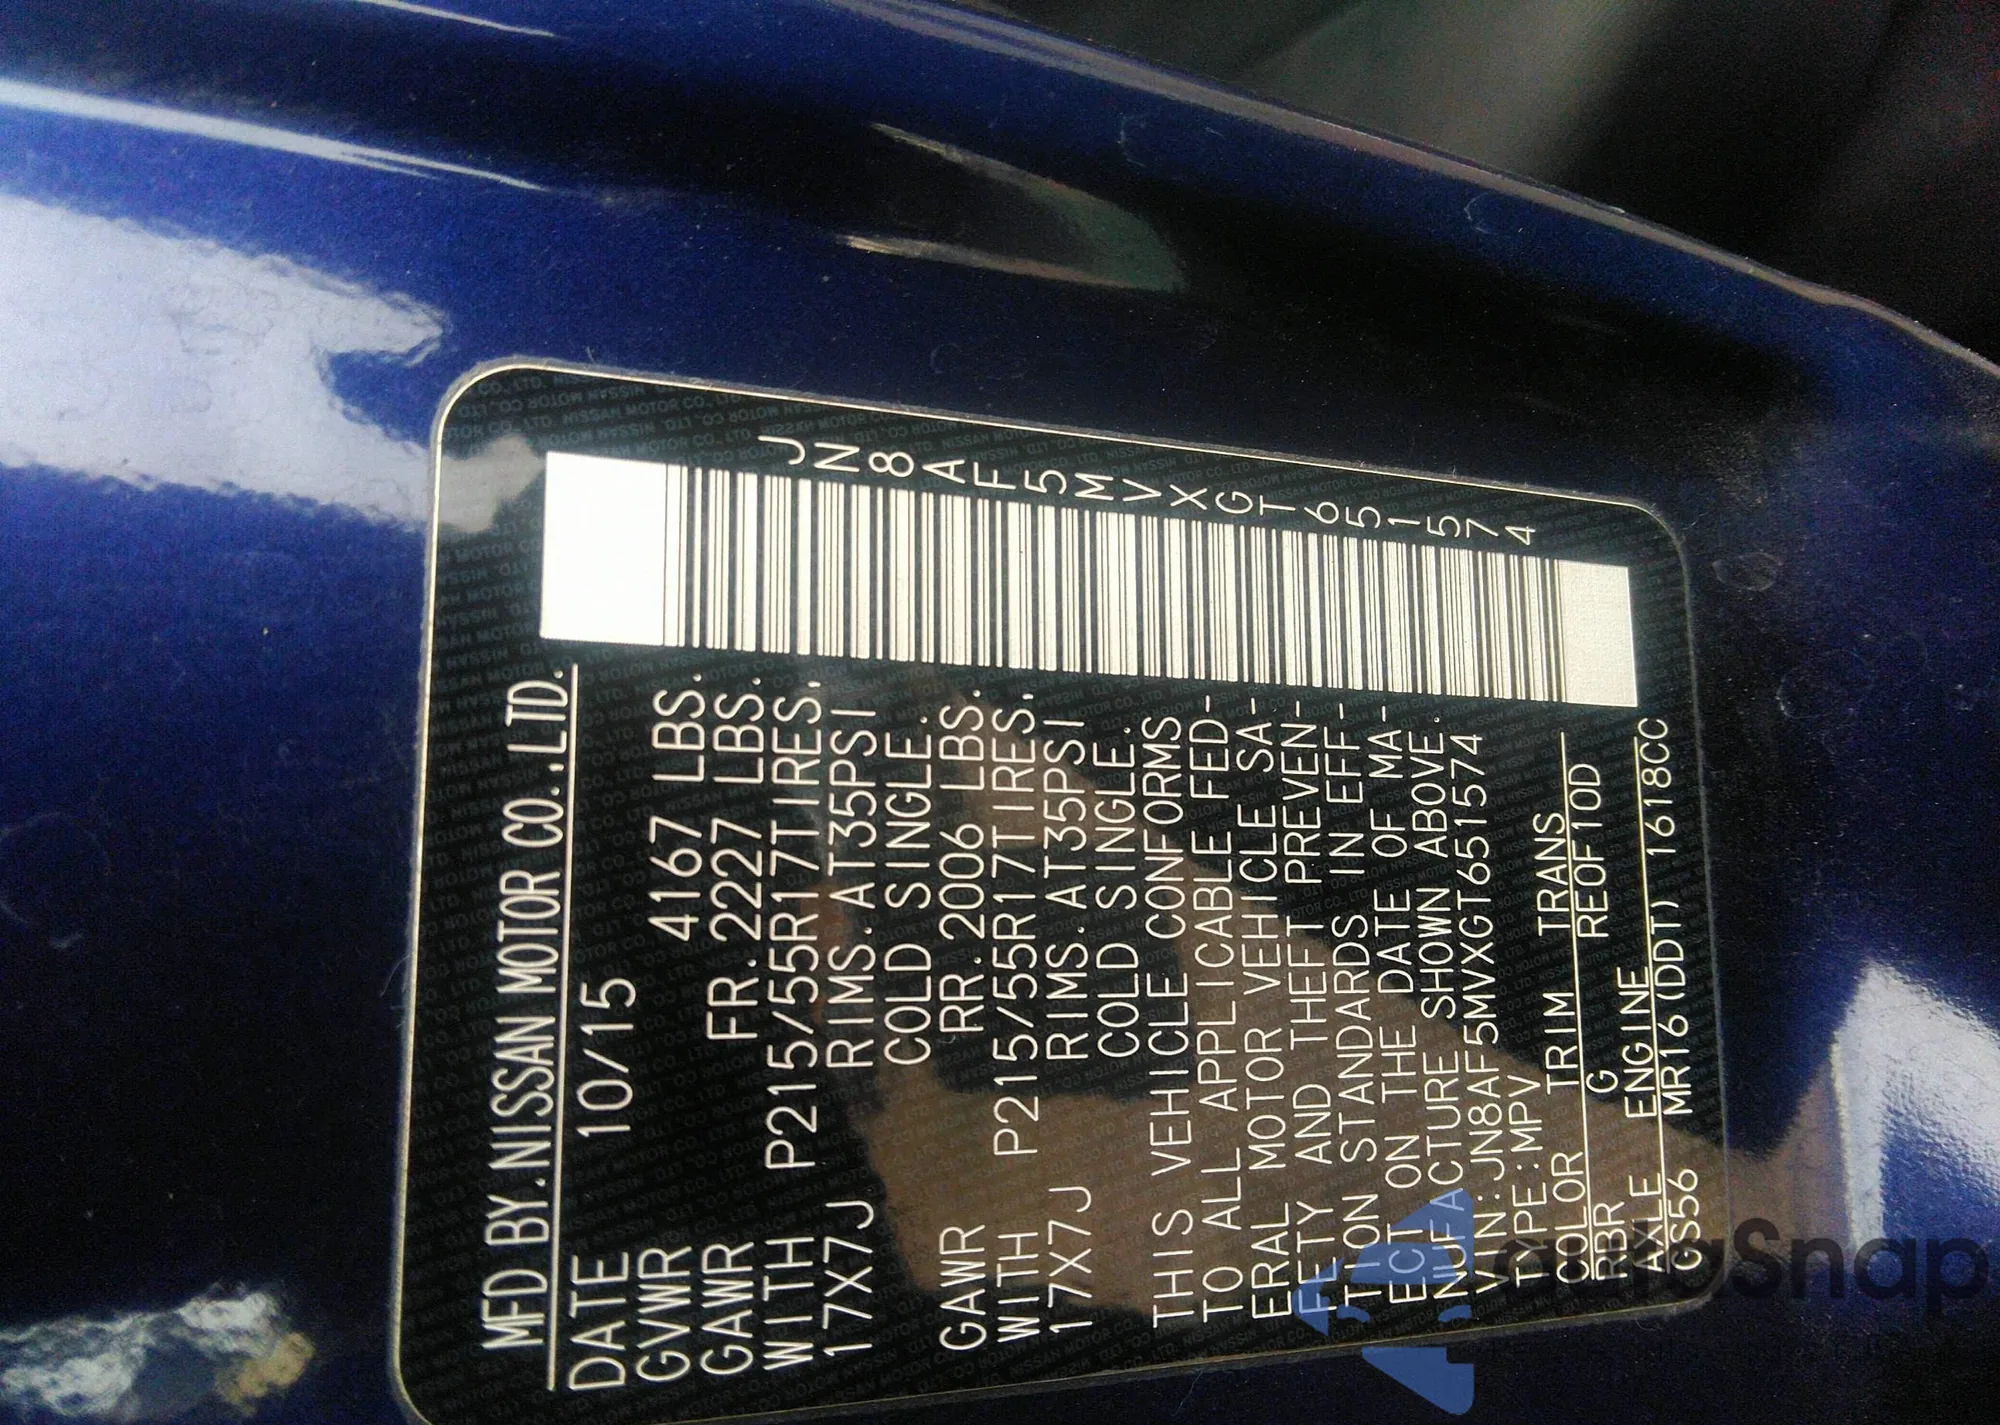 MFD BY.NISSAN MOTOR CO.,LTD.
DATE 10/15
GVWR 4167 LBS.
GAWR FR. 2227 LBS.
WITH P215/55R17TIRES,
17X7J RIMS.AT35PSI
COLD SINGLE.
GAWR RR. 2006 LBS.
WITH P215/55R17TIRES,
17X7J RIMS.AT35PSI
COLD SINGLE.
THIS VEHICLE CONFORMS
TO ALL APPLICABLE FED-
ERAL MOTOR VEHICLE SA-
FETY AND THEFT PREVEN-
TION STANDARDS IN EFF-
ECT ON THE DATE OF MA-
NUFACTURE SHOWN ABOVE.
VIN:JN8AF5MVXGT651574
TYPE:MPV
COLOR TRIM TRANS
RBR G RE0F10D
AXLE ENGINE
GS56 MR16(DDT) 1618CC
JN8AF5MVXGT651574
autoSnap